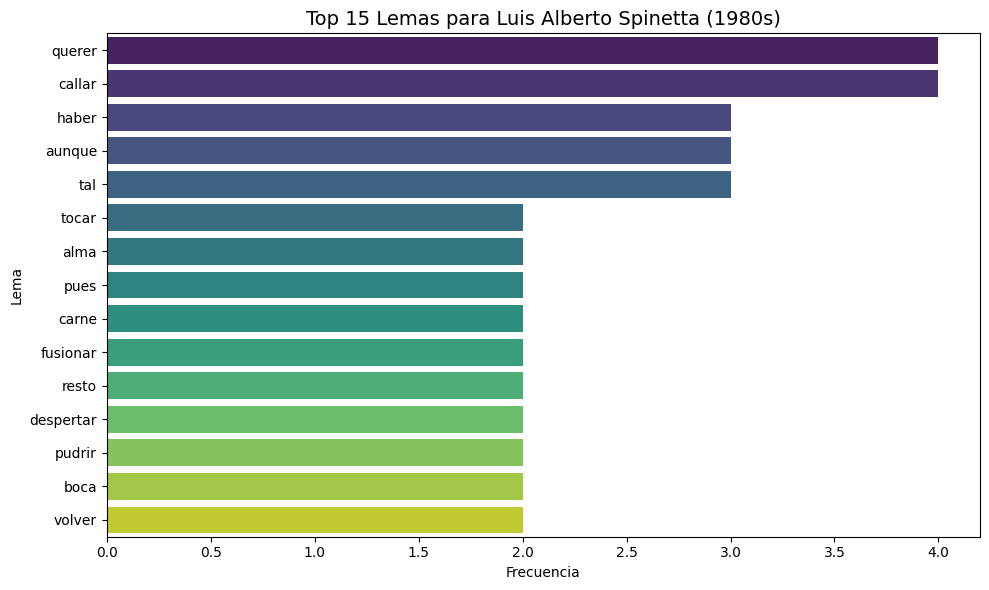 Top 15 Lemas para Luis Alberto Spinetta (1980s)
Lema
querer
callar
haber
aunque
tal
tocar
alma
pues
carne
fusionar
resto
despertar
pudrir
boca
volver
0.0 0.5 1.0 1.5 2.0 2.5 3.0 3.5 4.0
Frecuencia